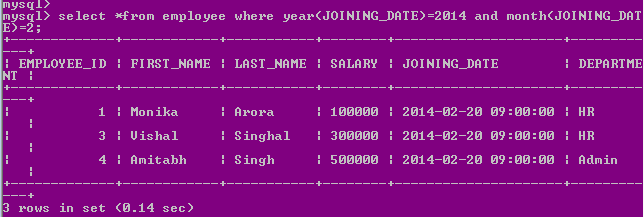 mysql>
mysql> select *from employee where year(JOINING_DATE)=2014 and month(JOINING_DAT
E)=2;
+-------------+------------+-----------+--------+---------------------+---------
---+
| EMPLOYEE_ID | FIRST_NAME | LAST_NAME | SALARY | JOINING_DATE        | DEPARTME
NT |
+-------------+------------+-----------+--------+---------------------+---------
---+
|           1 | Monika     | Arora     | 100000 | 2014-02-20 09:00:00 | HR
   |
|           3 | Vishal     | Singhal   | 300000 | 2014-02-20 09:00:00 | HR
   |
|           4 | Amitabh    | Singh     | 500000 | 2014-02-20 09:00:00 | Admin
   |
+-------------+------------+-----------+--------+---------------------+---------
---+
3 rows in set (0.14 sec)